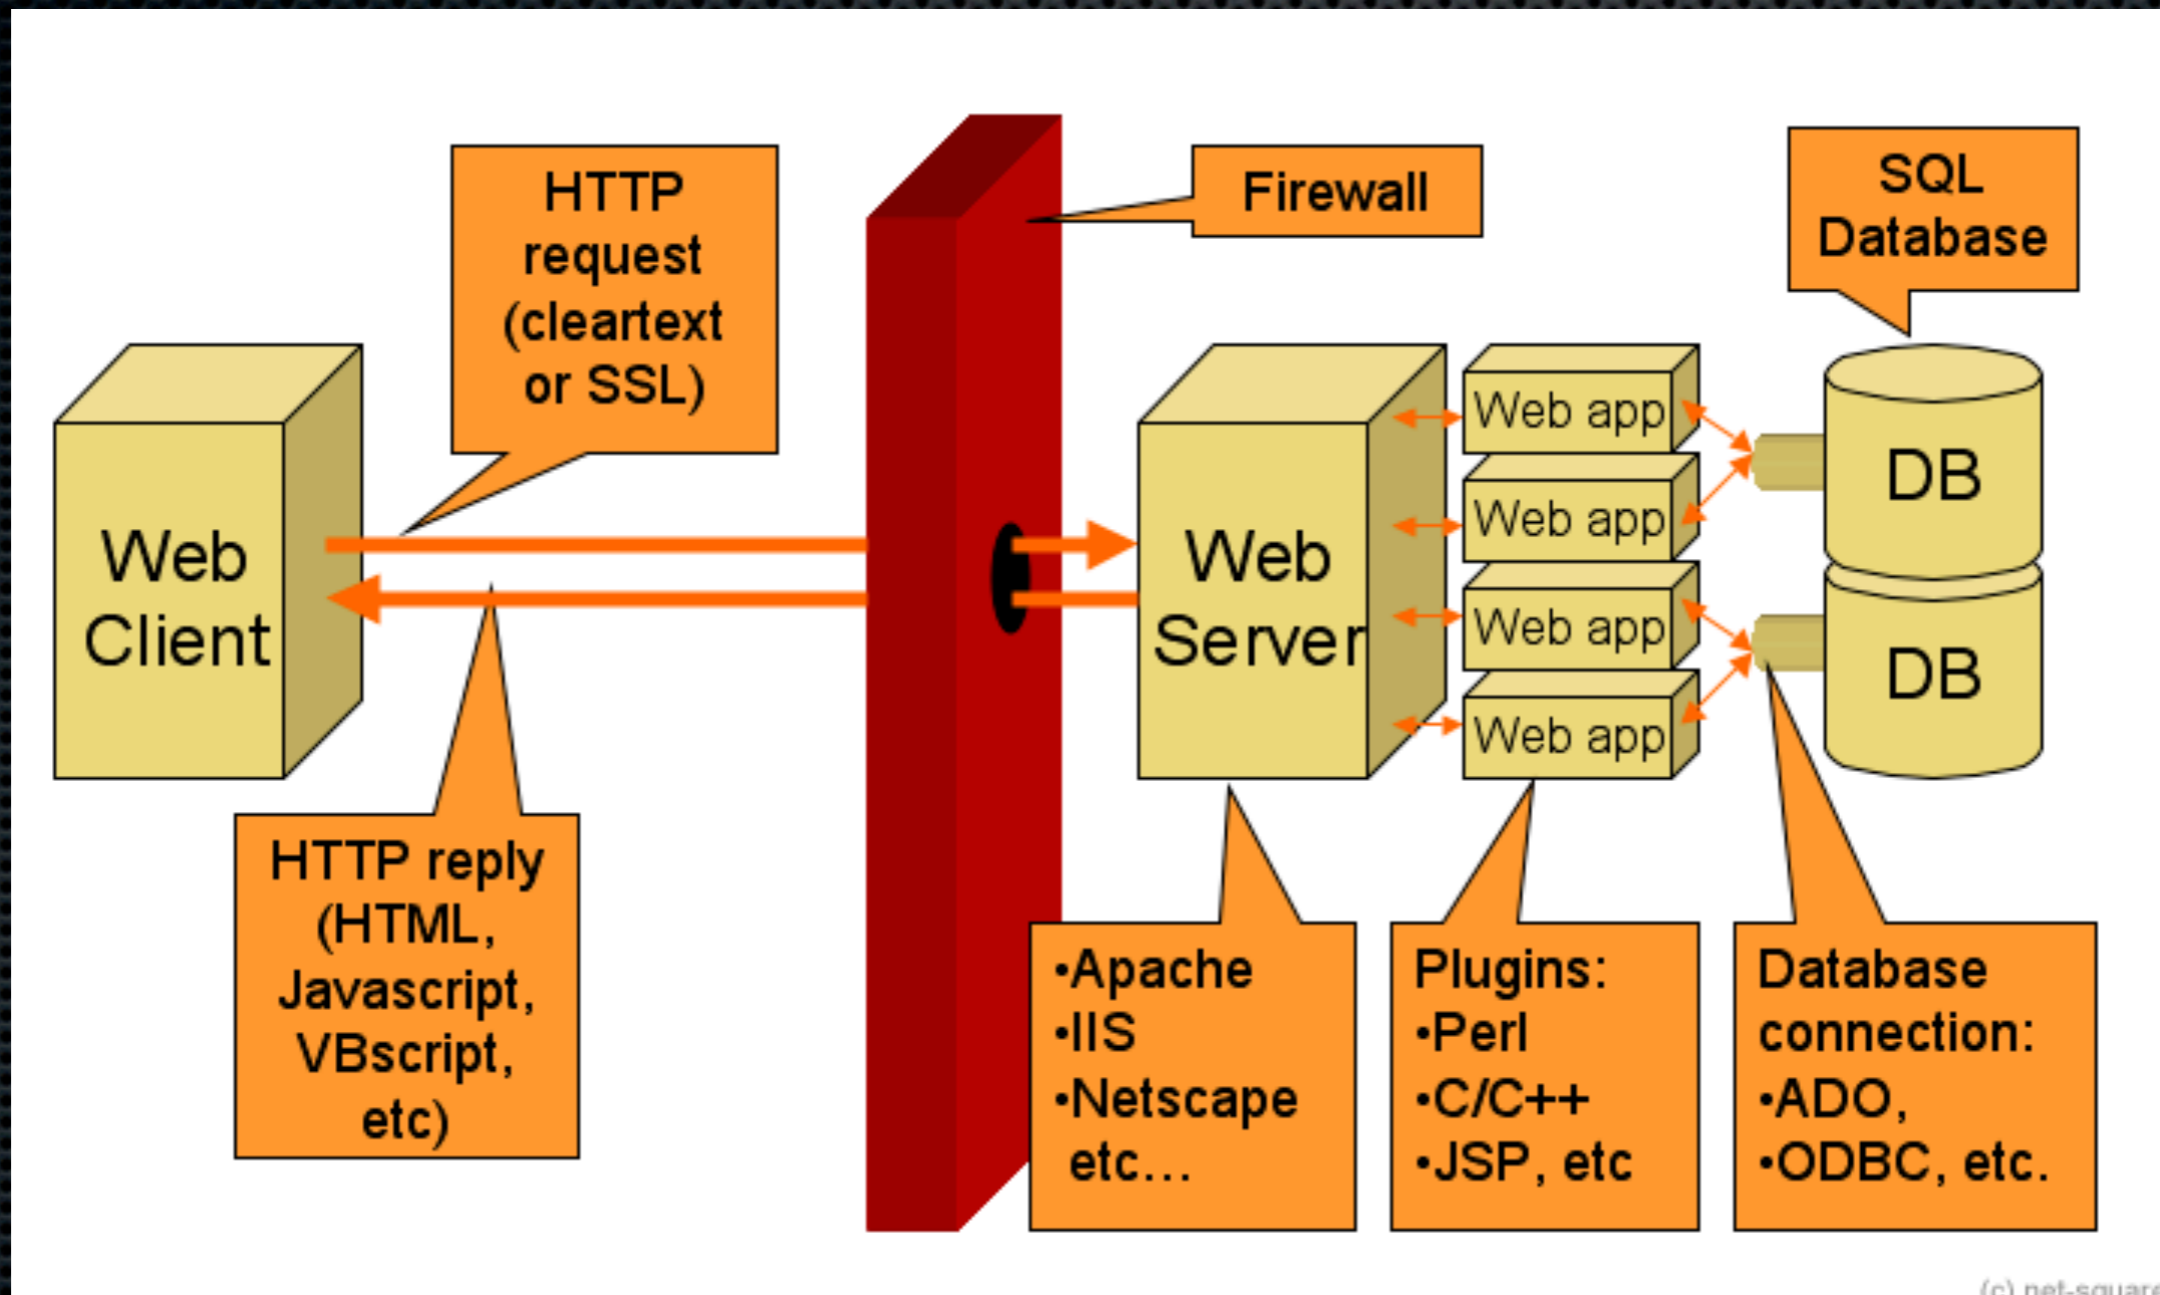 HTTP
request
(cleartext
or SSL)
Firewall
SQL
Database
Web
Client
Web
Server
Web app
Web app
Web app
Web app
DB
DB
HTTP reply
(HTML,
Javascript,
VBscript,
etc)
•Apache
•IIS
•Netscape
etc...
Plugins:
•Perl
•C/C++
•JSP, etc
Database
connection:
•ADO,
•ODBC, etc.
(c) net-square